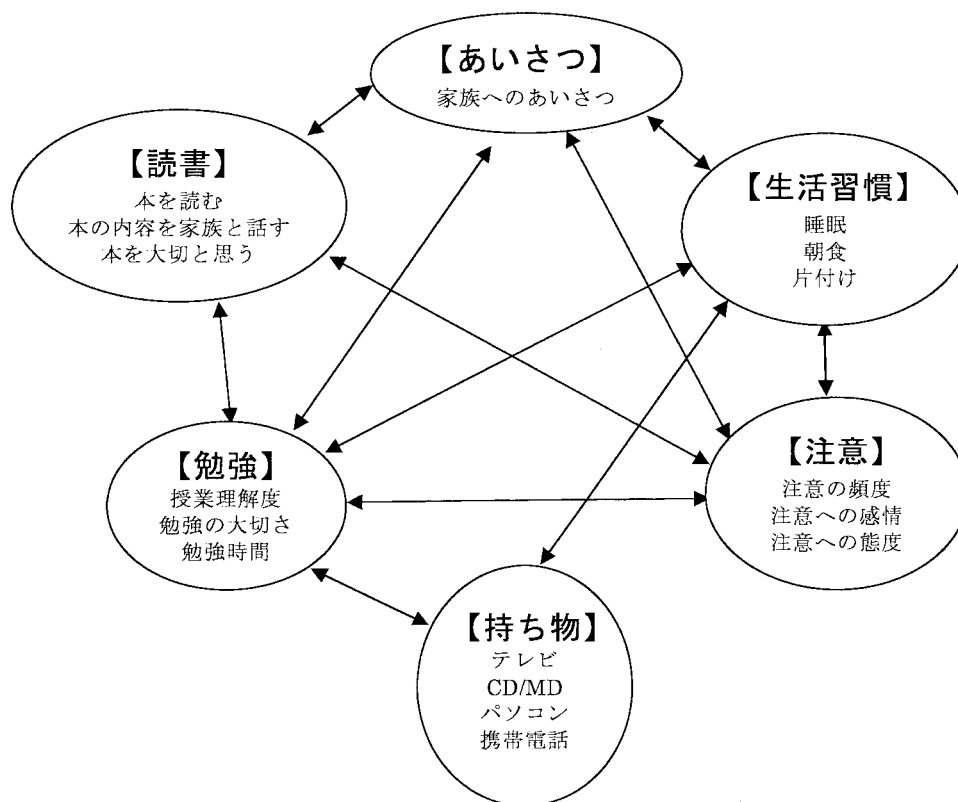 【あいさつ】
家族へのあいさつ
【読書】
本を読む
本の内容を家族と話す
本を大切と思う
【生活習慣】
睡眠
朝食
片付け
【勉強】
授業理解度
勉強の大切さ
勉強時間
【注意】
注意の頻度
注意への感情
注意への態度
【持ち物】
テレビ
CD/MD
パソコン
携帯電話